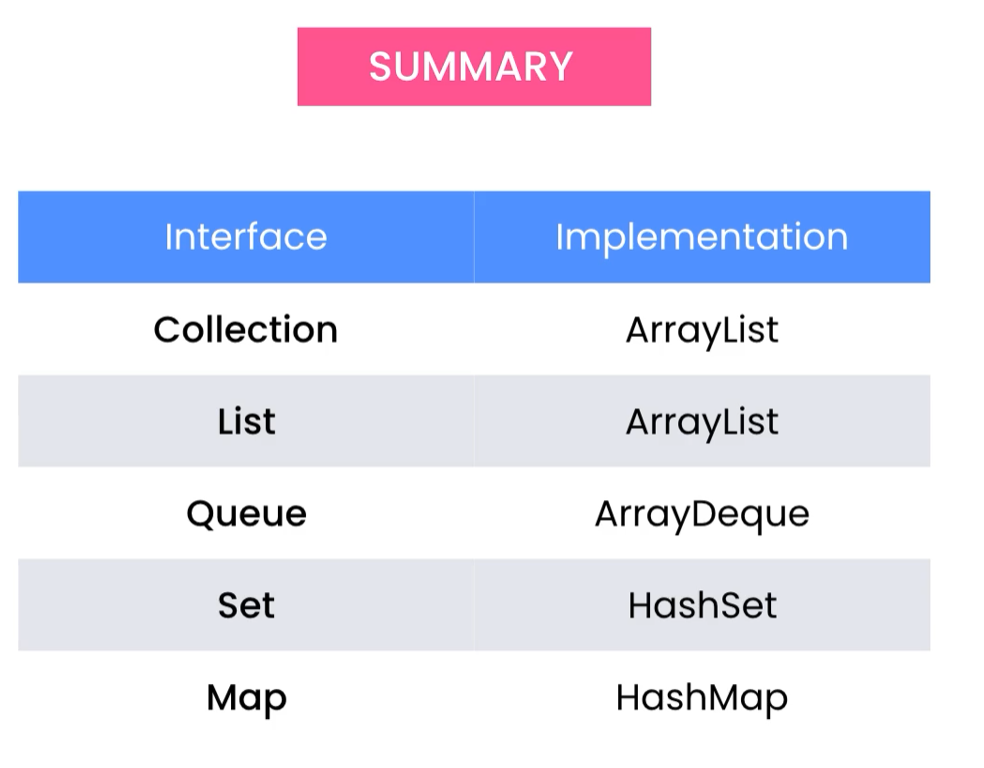 SUMMARY
Interface Implementation
Collection ArrayList
List ArrayList
Queue ArrayDeque
Set HashSet
Map HashMap